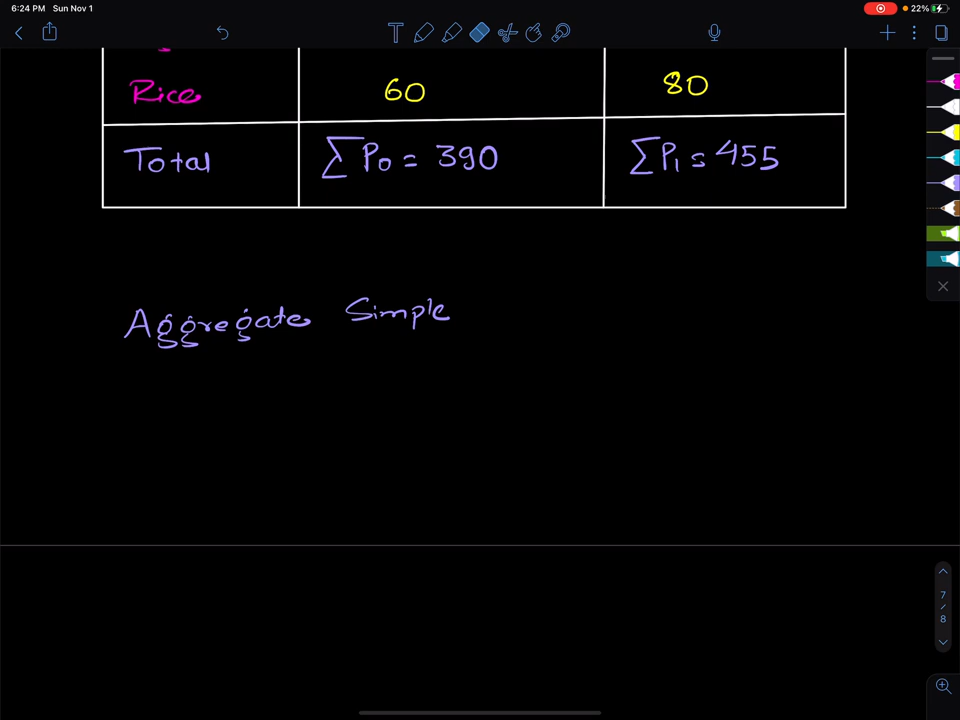 6:24 PM Sun Nov 1 22%
Rice 60 80
Total ∑P₀ = 390 ∑P₁ = 455
Aggregate Simple
7
/
8